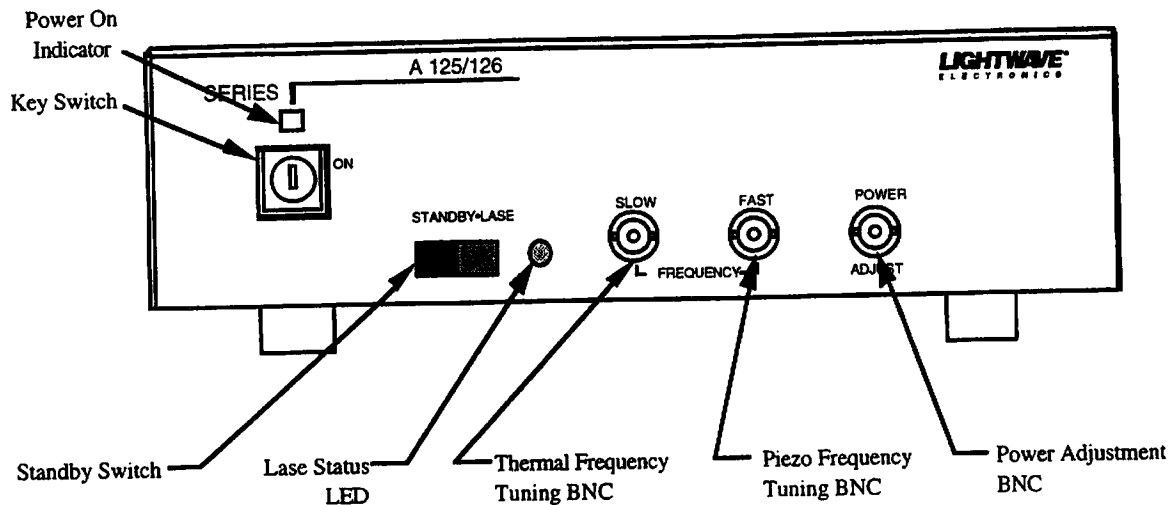 Power On
Indicator
A 125/126
LIGHTWAVE
ELECTRONICS
SERIES
Key Switch
ON
STANDBY•LASE
SLOW
FAST
POWER
FREQUENCY
ADJUST
Standby Switch
Lase Status
LED
Thermal Frequency
Tuning BNC
Piezo Frequency
Tuning BNC
Power Adjustment
BNC